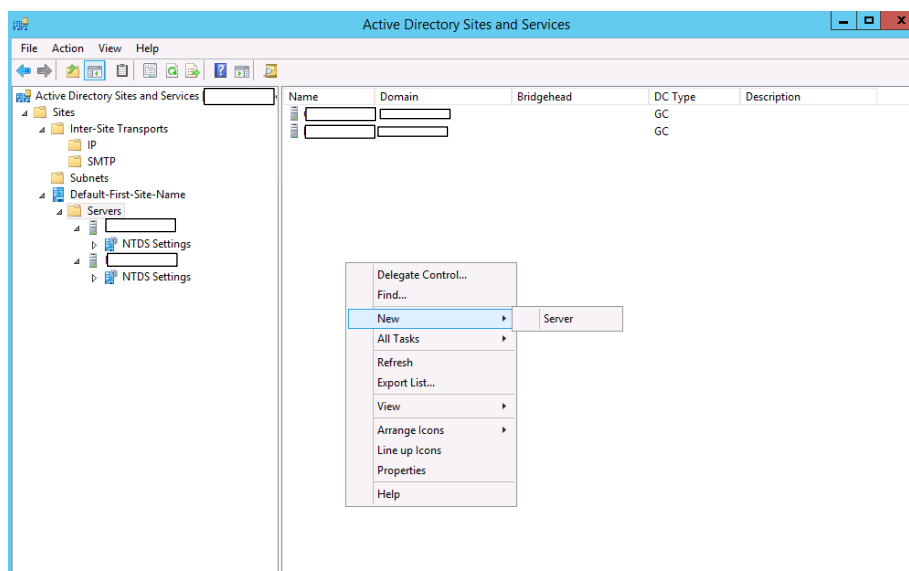 Active Directory Sites and Services
File Action View Help
Active Directory Sites and Services
Sites
Inter-Site Transports
IP
SMTP
Subnets
Default-First-Site-Name
Servers
NTDS Settings
NTDS Settings
Name Domain Bridgehead DC Type Description
GC
GC
Delegate Control...
Find...
New Server
All Tasks
Refresh
Export List...
View
Arrange Icons
Line up Icons
Properties
Help